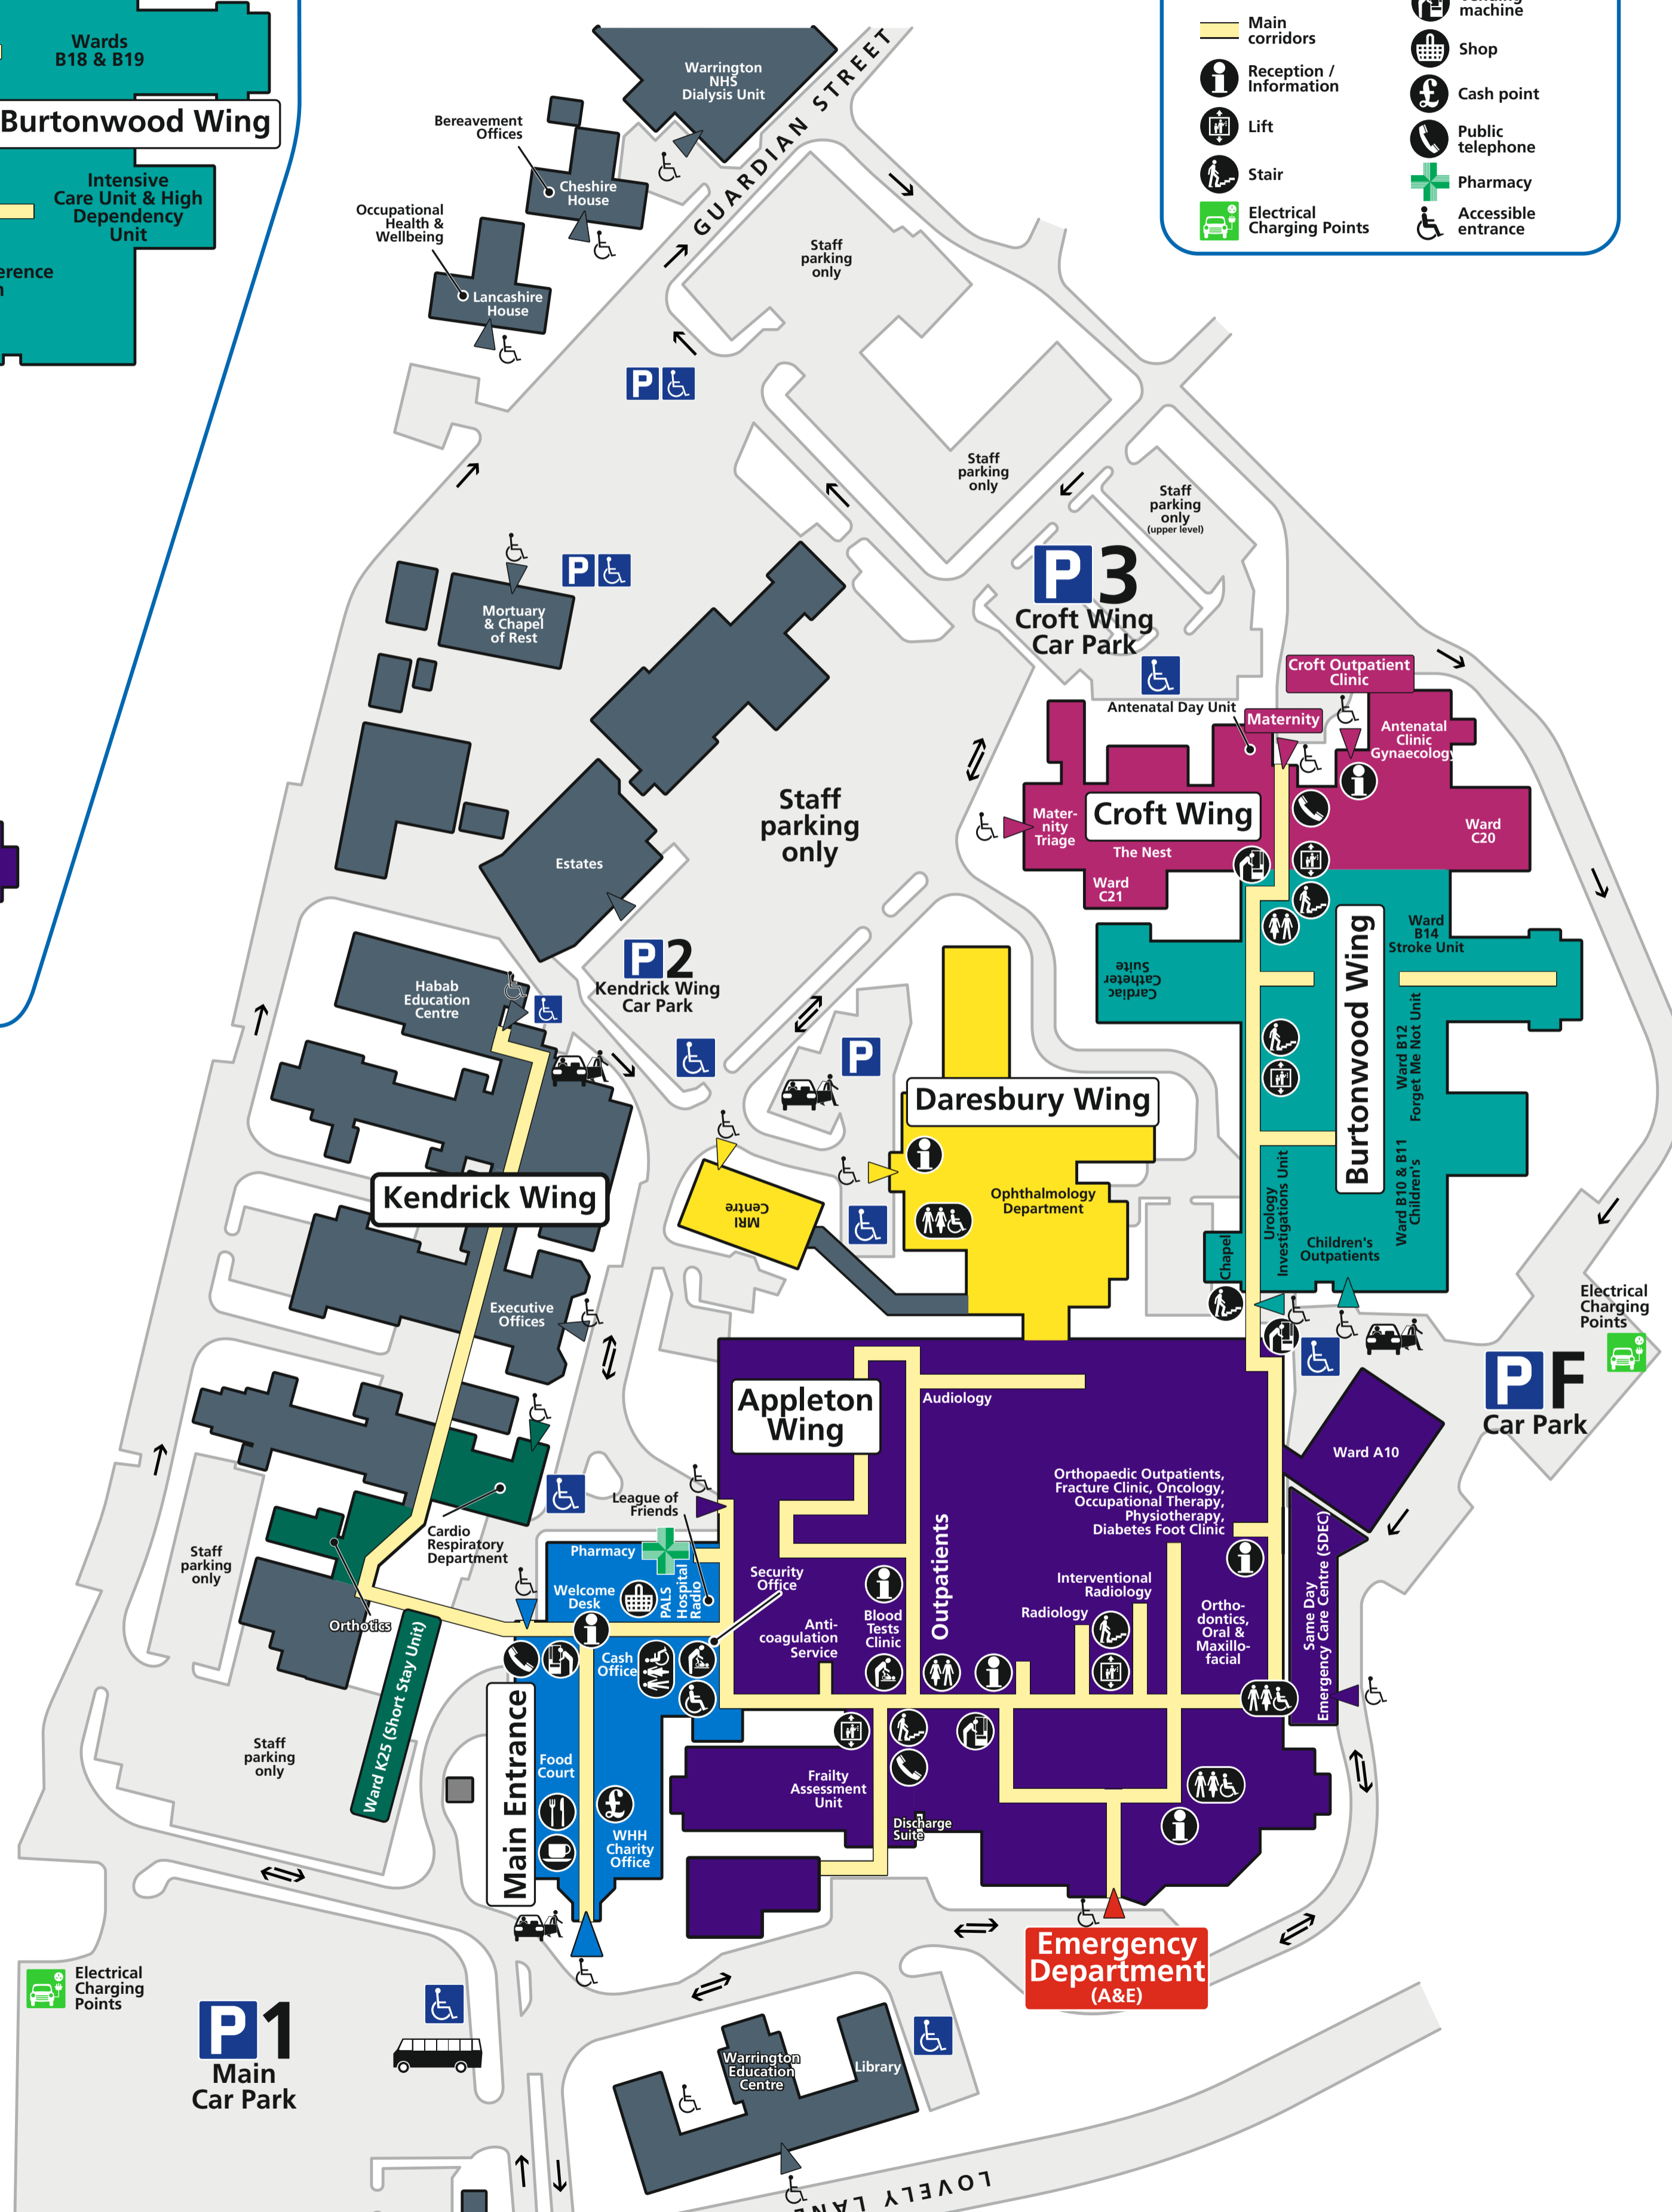 Wards
B18 & B19
Burtonwood Wing
Intensive
Care Unit & High
Dependency
Unit
Main
corridors
Reception /
Information
Lift
Stair
Electrical
Charging Points
machine
Shop
Cash point
Public
telephone
Pharmacy
Accessible
entrance
Warrington
NHS
Dialysis Unit
GUARDIAN STREET
Bereavement
Offices
Cheshire
House
Occupational
Health &
Wellbeing
Lancashire
House
Staff
parking
only
P
Staff
parking
only
Staff
parking
only
(upper level)
P 3
Croft Wing
Car Park
P
Mortuary
& Chapel
of Rest
Croft Outpatient
Clinic
Antenatal Day Unit
Maternity
Antenatal
Clinic
Gynaecology
Croft Wing
Mater-
nity
Triage
The Nest
Ward
C21
Ward
C20
Staff
parking
only
Estates
P2
Kendrick Wing
Car Park
Habab
Education
Centre
P
Cardiac
Catheter
Suite
Ward
B14
Stroke Unit
Burtonwood Wing
Ward B12
Forget Me Not Unit
Ward B10 & B11
Children's
Urology
Investigations Unit
Children's
Outpatients
Chapel
Daresbury Wing
Ophthalmology
Department
MRI
Centre
Kendrick Wing
Executive
Offices
Electrical
Charging
Points
P F
Car Park
Appleton
Wing
Audiology
Ward A10
Orthopaedic Outpatients,
Fracture Clinic, Oncology,
Occupational Therapy,
Physiotherapy,
Diabetes Foot Clinic
Same Day
Emergency Care Centre (SDEC)
Outpatients
Interventional
Radiology
Radiology
Ortho-
dontics,
Oral &
Maxillo-
facial
Blood
Tests
Clinic
Anti-
coagulation
Service
Security
Office
League of
Friends
Pharmacy
Welcome
Desk
PALS
Hospital
Radio
Cash
Office
Cardio
Respiratory
Department
Orthotics
Ward K25 (Short Stay Unit)
Staff
parking
only
Staff
parking
only
Main Entrance
Food
Court
£
WHH
Charity
Office
Frailty
Assessment
Unit
Discharge
Suite
Emergency
Department
(A&E)
Electrical
Charging
Points
P 1
Main
Car Park
Warrington
Education
Centre
Library
LOVELY LANE